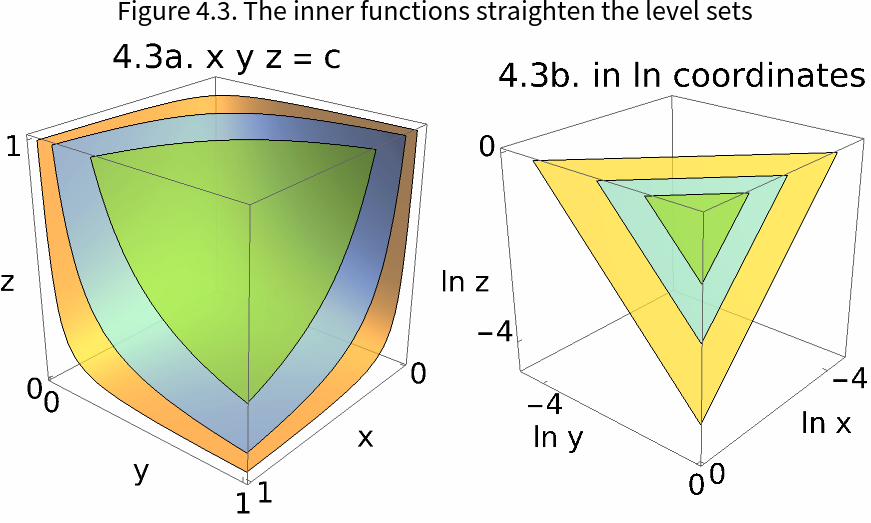 Figure 4.3. The inner functions straighten the level sets
4.3a. x y z = c
4.3b. in ln coordinates
1
z
0
0
y
1
1
x
0
0
ln z
−4
−4
ln y
0
0
ln x
−4